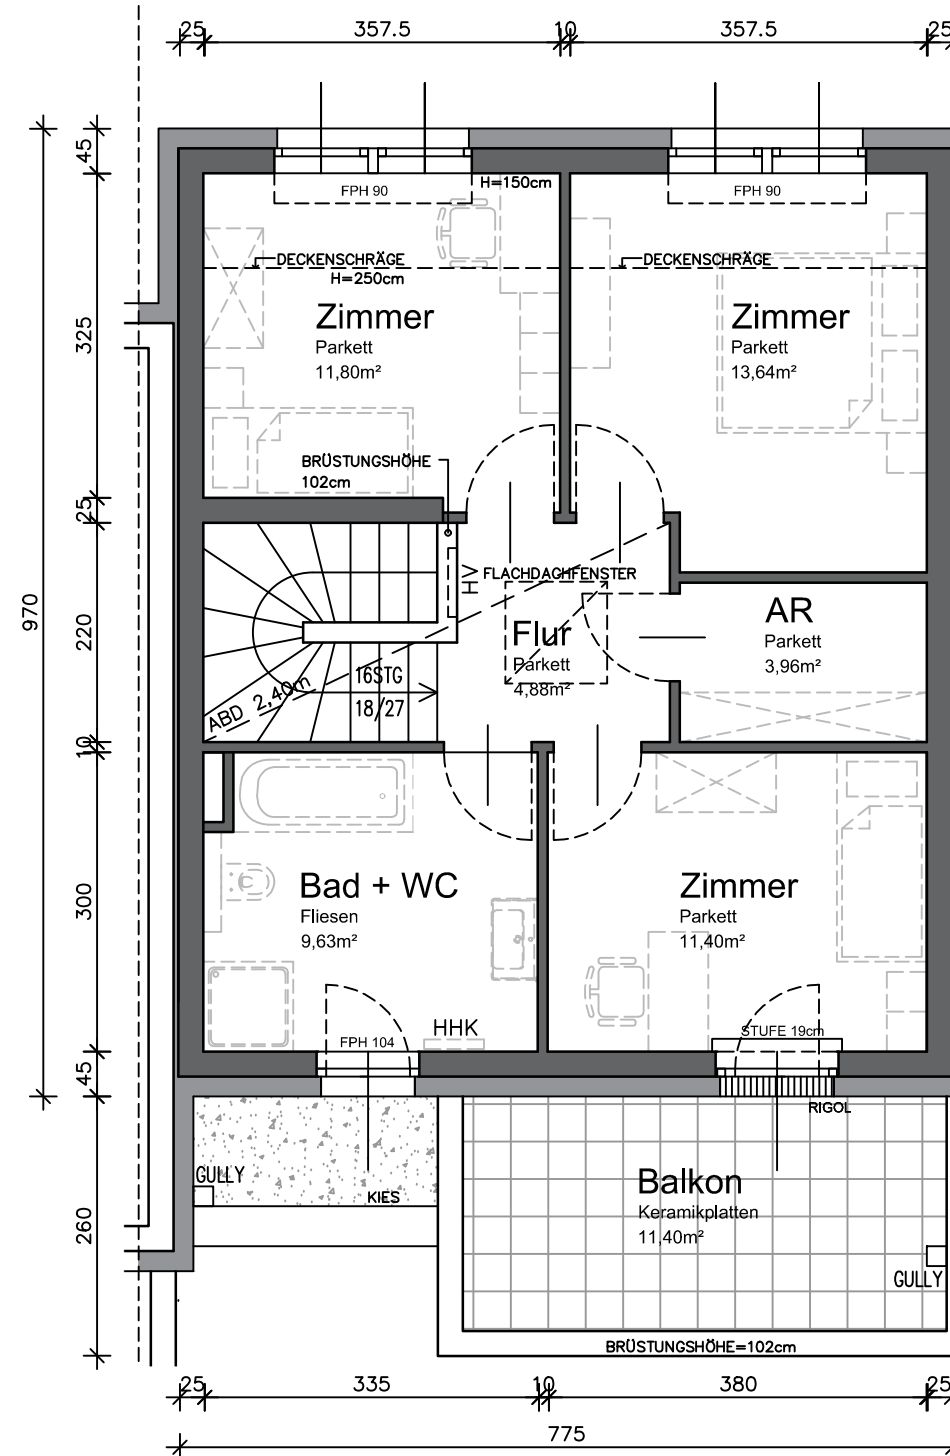 25 357.5 10 357.5 25
45
325
25
220
10
300
45
260
970
FPH 90
H=150cm
FPH 90
DECKENSCHRÄGE
H=250cm
DECKENSCHRÄGE
Zimmer
Parkett
11,80m²
Zimmer
Parkett
13,64m²
BRÜSTUNGSHÖHE
102cm
HV
FLACHDACHFENSTER
Flur
Parkett
4,88m²
AR
Parkett
3,96m²
16STG
18/27
ABD 2,40m
Bad + WC
Fliesen
9,63m²
Zimmer
Parkett
11,40m²
FPH 104
HHK
STUFE 19cm
RIGOL
GULLY
KIES
Balkon
Keramikplatten
11,40m²
GULLY
BRÜSTUNGSHÖHE=102cm
25 335 10 380 25
775